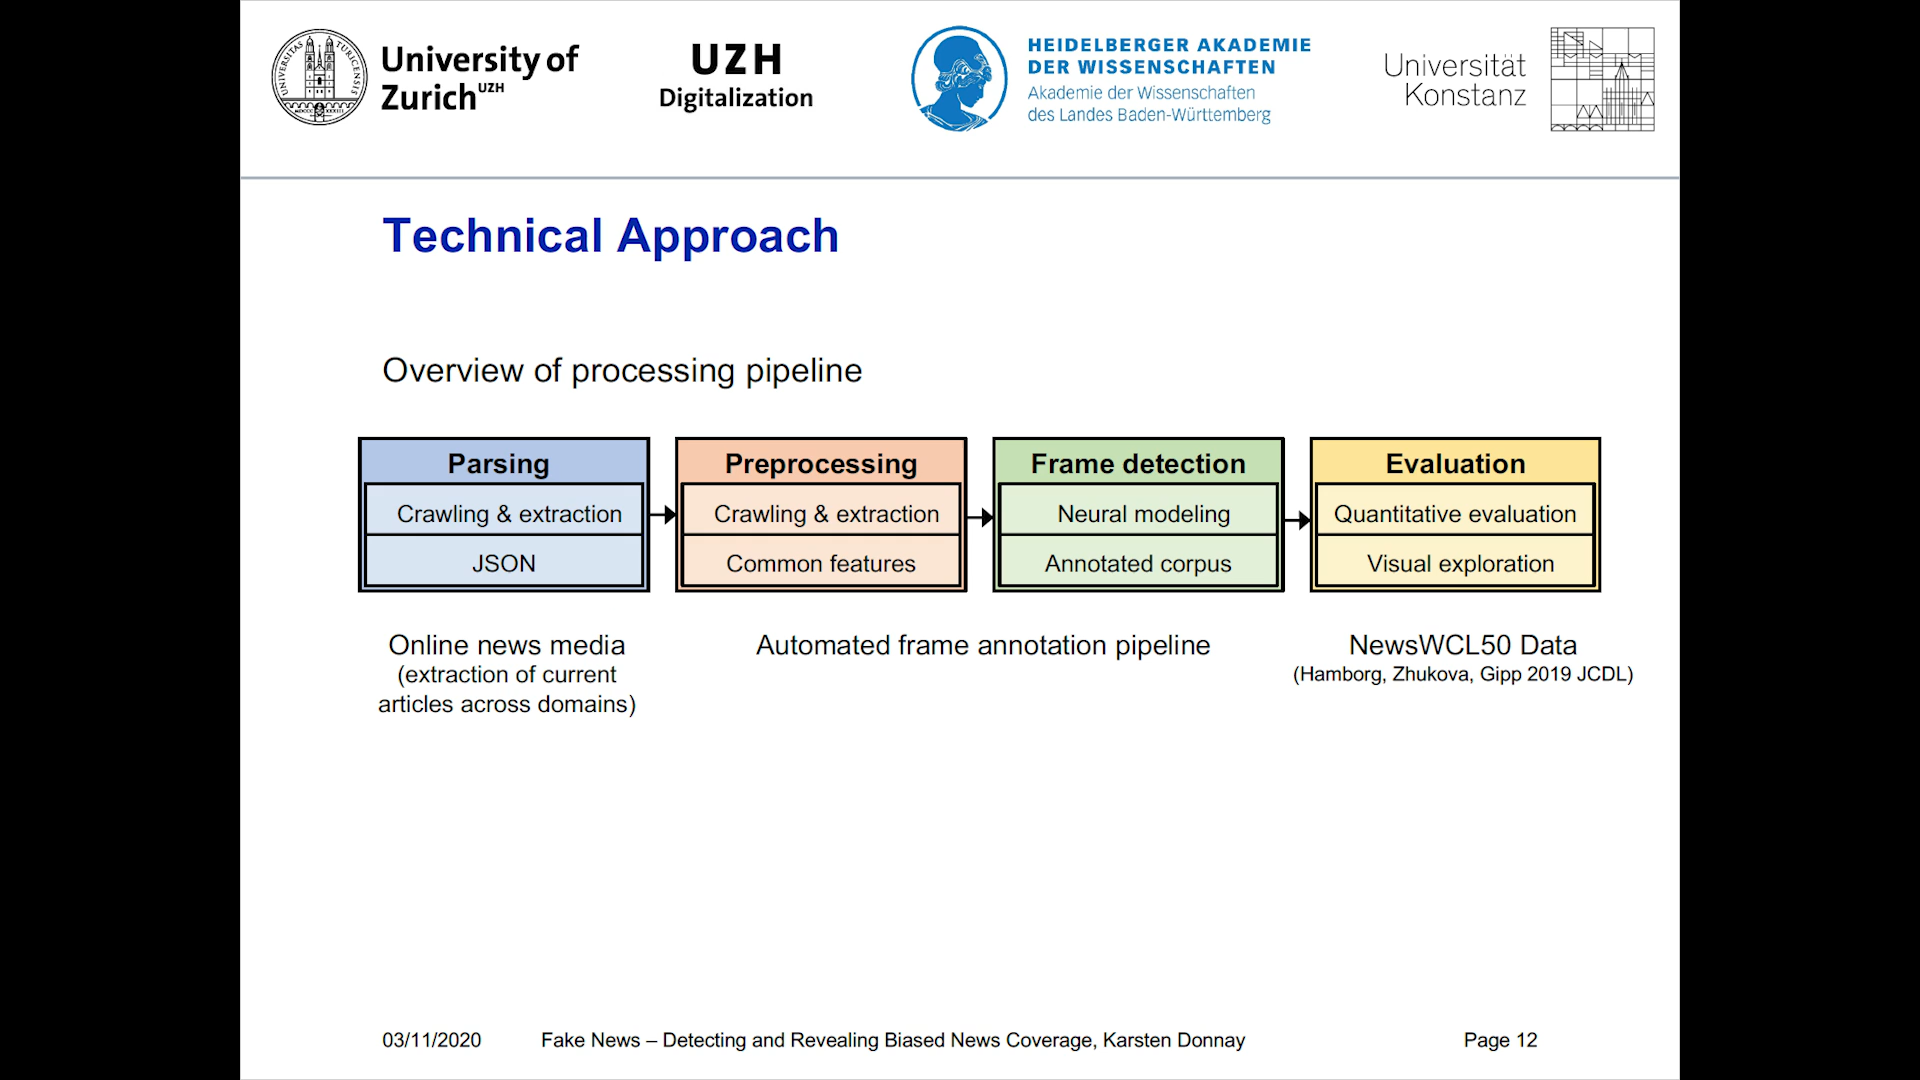 University of
Zurich UZH
UZH
Digitalization
HEIDELBERGER AKADEMIE
DER WISSENSCHAFTEN
Akademie der Wissenschaften
des Landes Baden-Württemberg
Universität
Konstanz
Technical Approach
Overview of processing pipeline
Parsing
Crawling & extraction
JSON
Preprocessing
Crawling & extraction
Common features
Frame detection
Neural modeling
Annotated corpus
Evaluation
Quantitative evaluation
Visual exploration
Online news media
(extraction of current
articles across domains)
Automated frame annotation pipeline
NewsWCL50 Data
(Hamborg, Zhukova, Gipp 2019 JCDL)
03/11/2020
Fake News – Detecting and Revealing Biased News Coverage, Karsten Donnay
Page 12